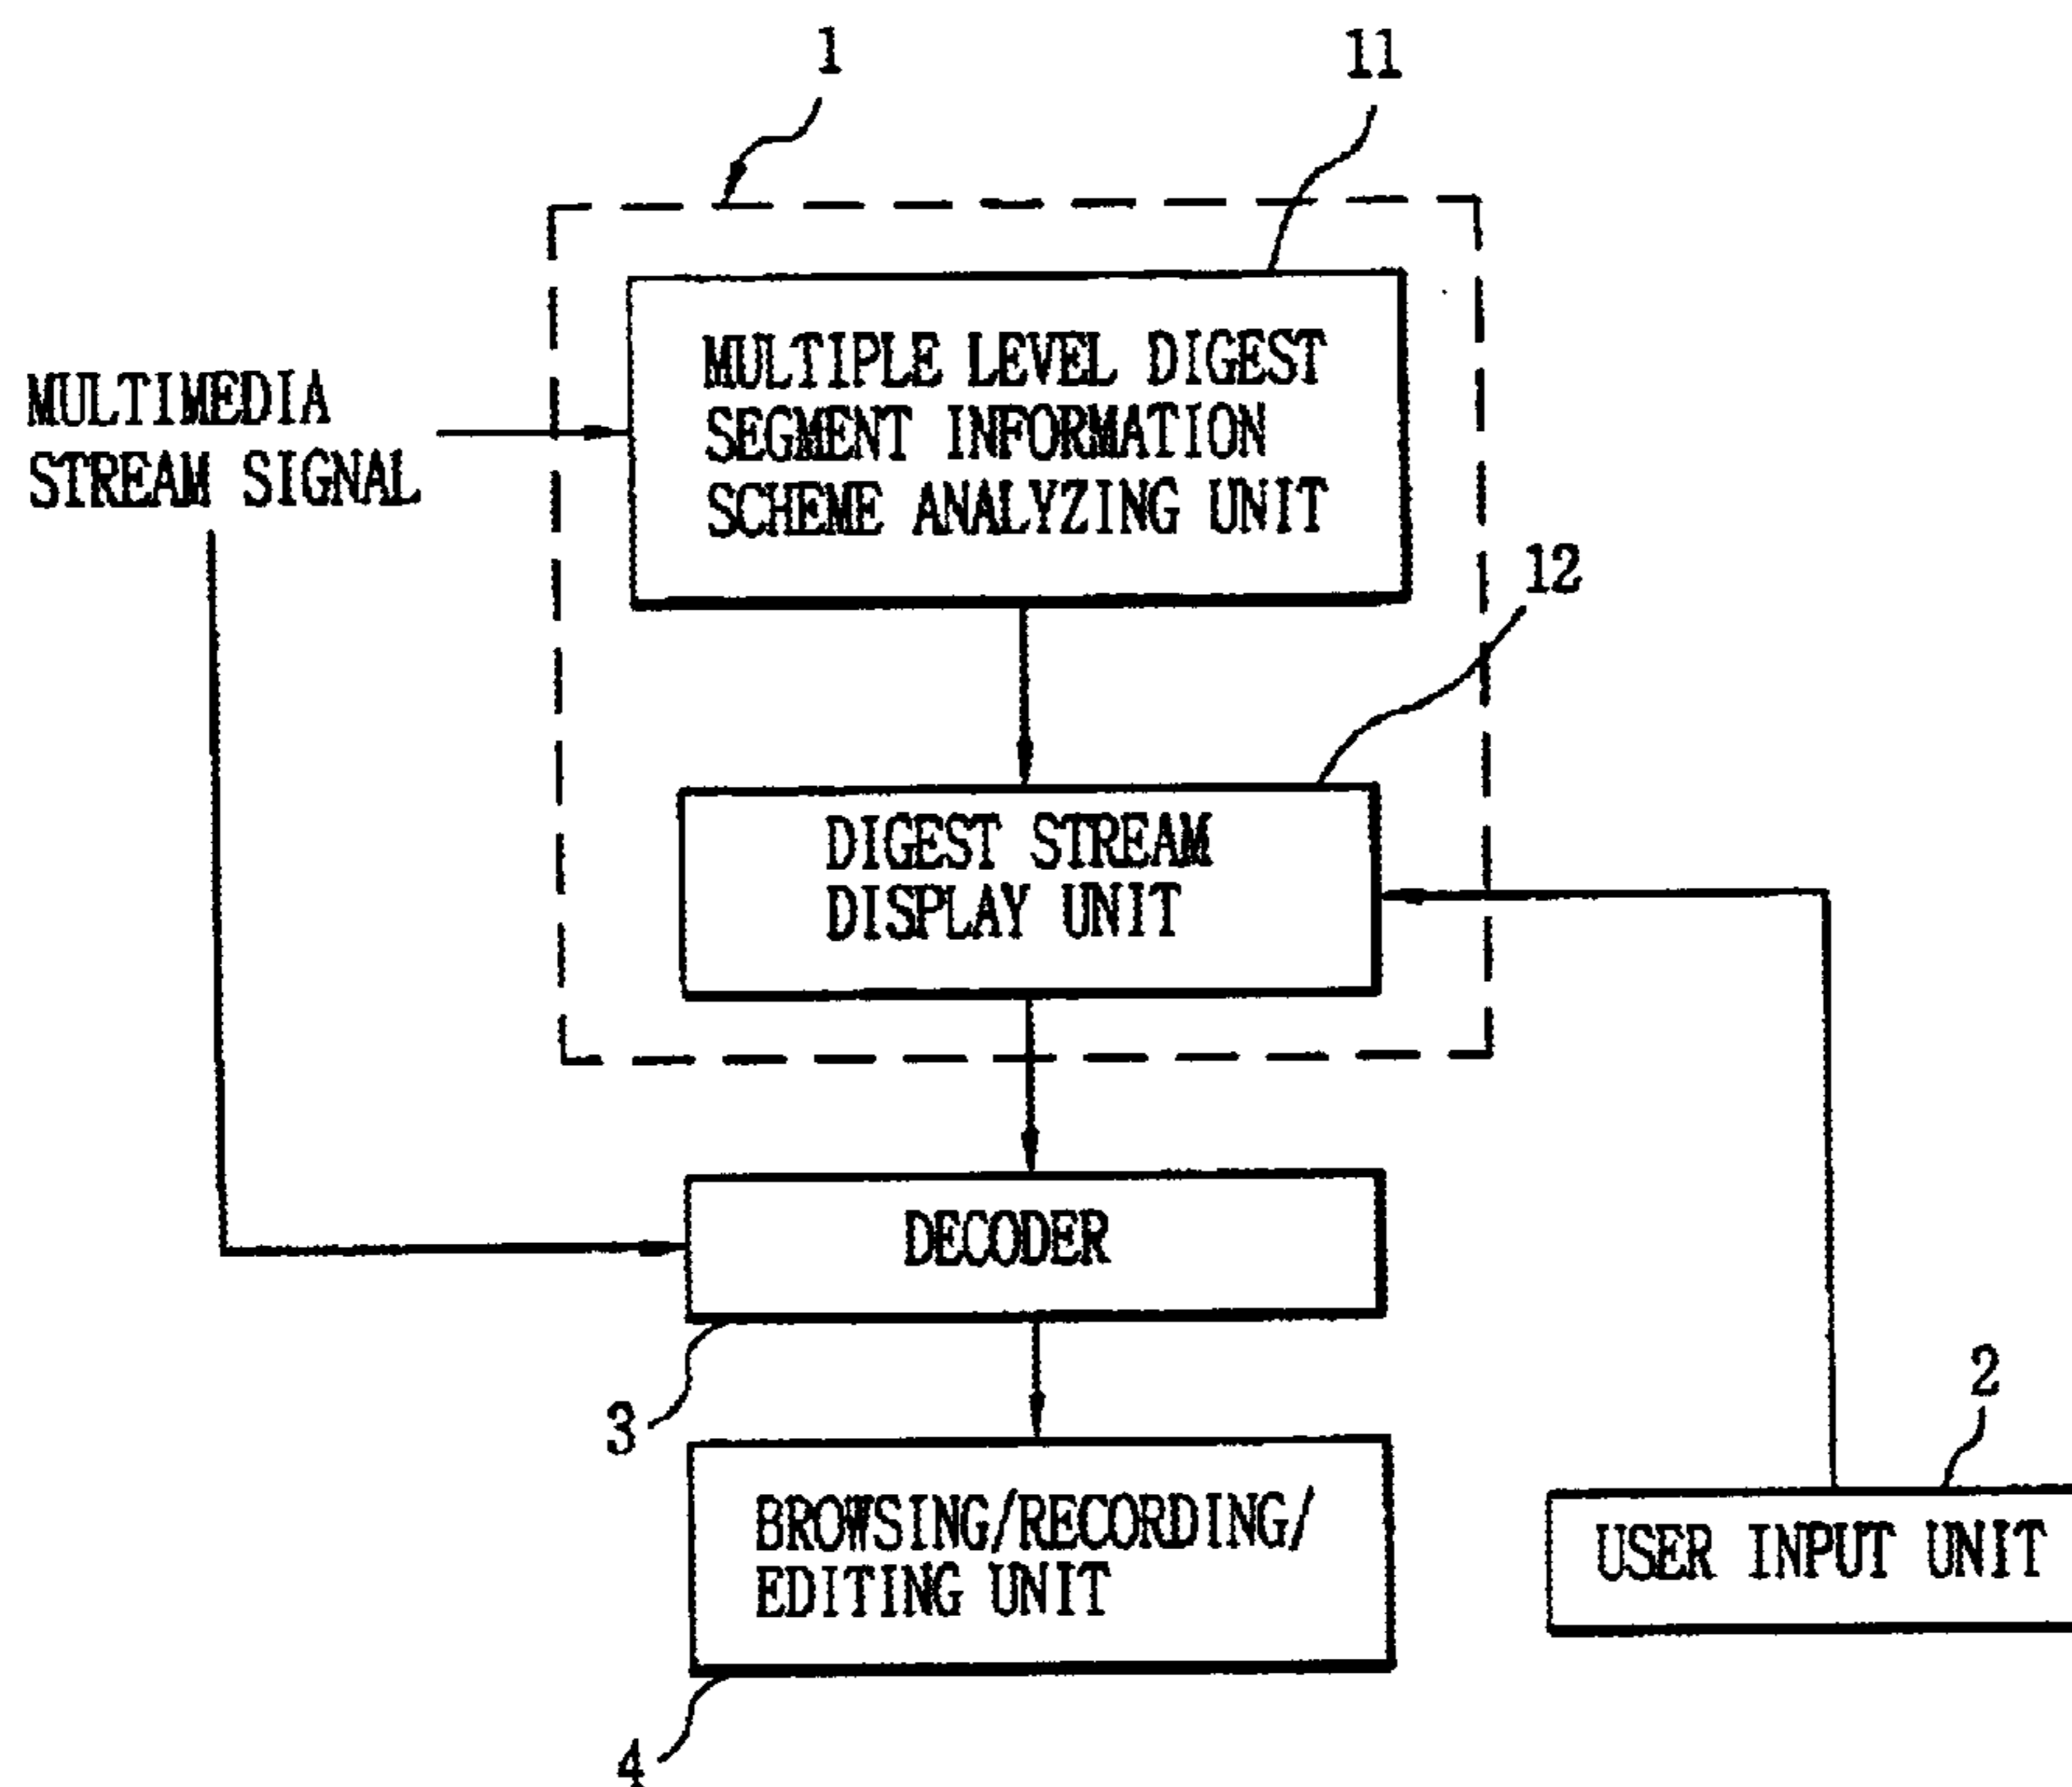 1
11
MULTIPLE LEVEL DIGEST
SEGMENT INFORMATION
SCHEME ANALYZING UNIT
MULTIMEDIA
STREAM SIGNAL
12
DIGEST STREAM
DISPLAY UNIT
DECODER
3
2
BROWSING/RECORDING/
EDITING UNIT
USER INPUT UNIT
4